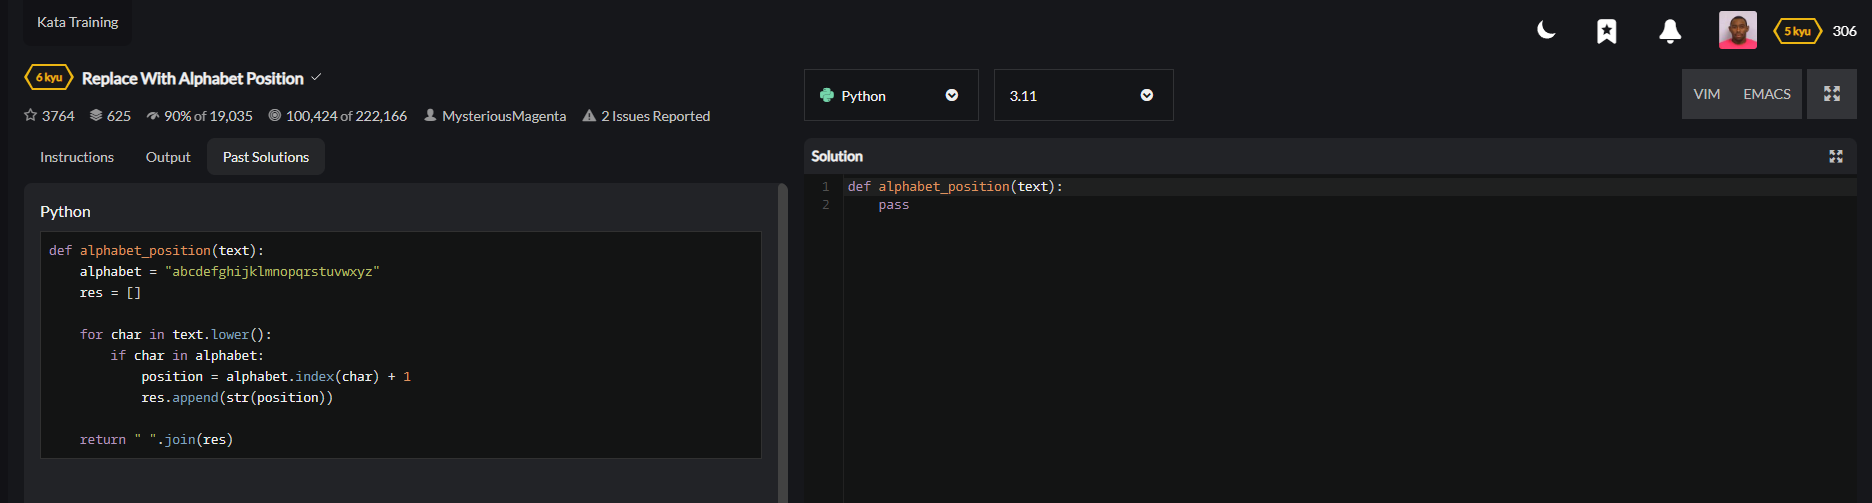 Kata Training
5 kyu 306
6 kyu Replace With Alphabet Position
3764 625 90% of 19,035 100,424 of 222,166 MysteriousMagenta 2 Issues Reported
Instructions Output Past Solutions
Python
def alphabet_position(text):
    alphabet = "abcdefghijklmnopqrstuvwxyz"
    res = []
    for char in text.lower():
        if char in alphabet:
            position = alphabet.index(char) + 1
            res.append(str(position))
    return " ".join(res)
Python 3.11 VIM EMACS
Solution
1 def alphabet_position(text):
2     pass